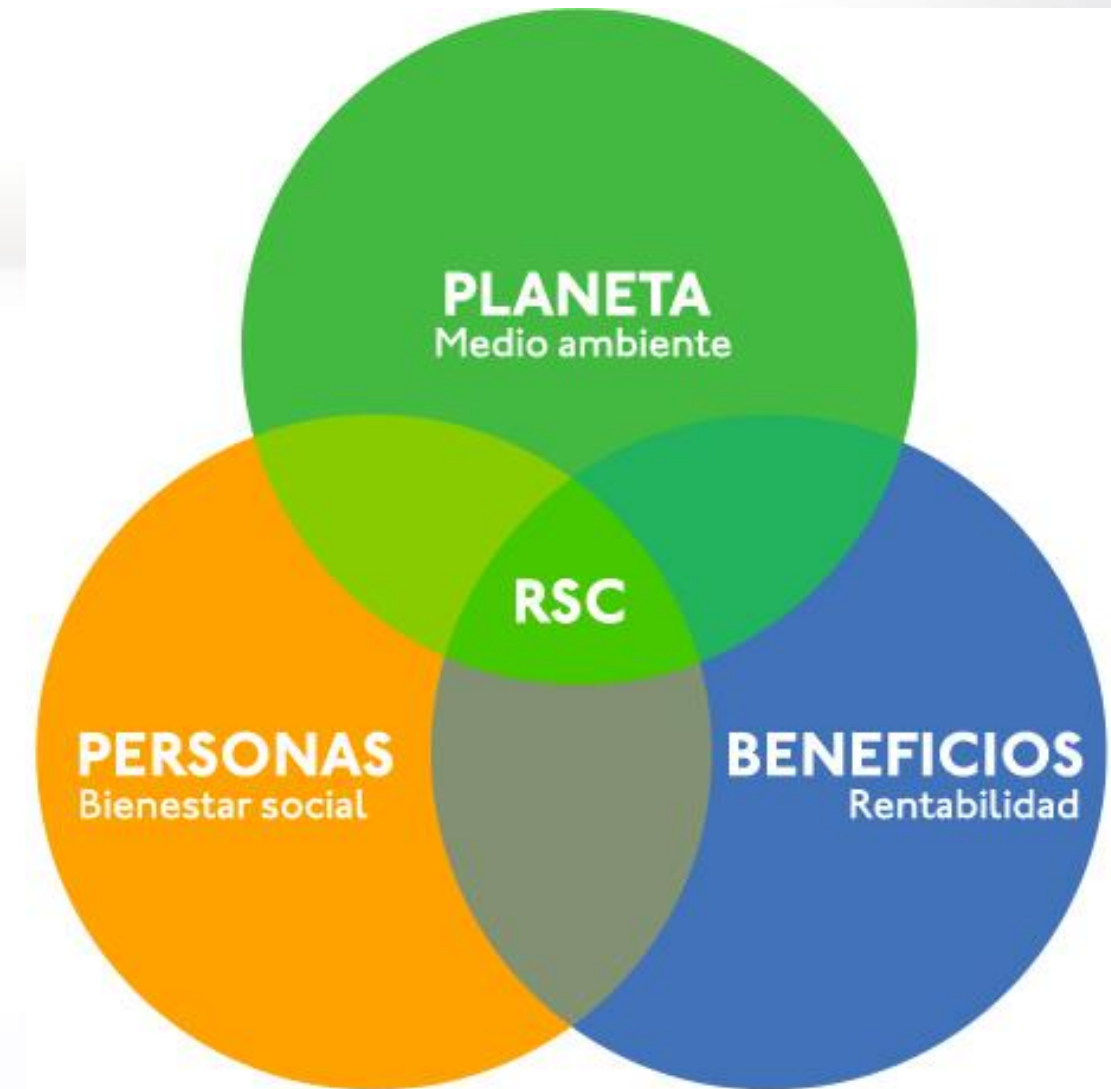 PLANETA
Medio ambiente
RSC
PERSONAS
Bienestar social
BENEFICIOS
Rentabilidad